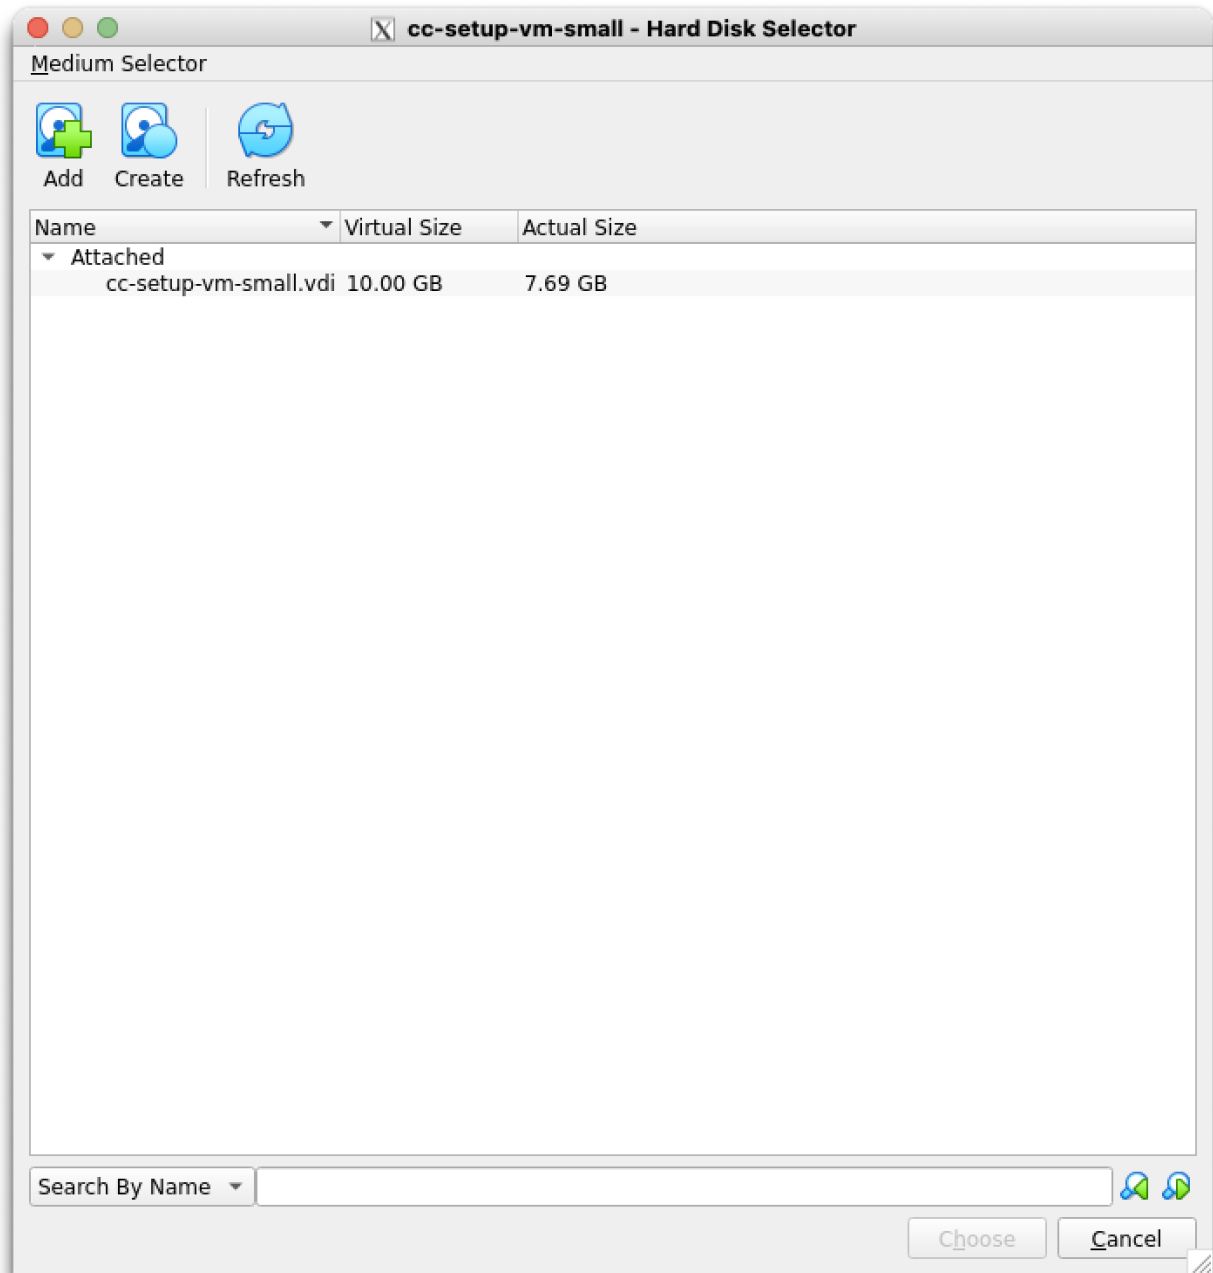 cc-setup-vm-small - Hard Disk Selector
Medium Selector
Add Create Refresh
Name Virtual Size Actual Size
Attached
cc-setup-vm-small.vdi 10.00 GB 7.69 GB
Search By Name
Choose Cancel